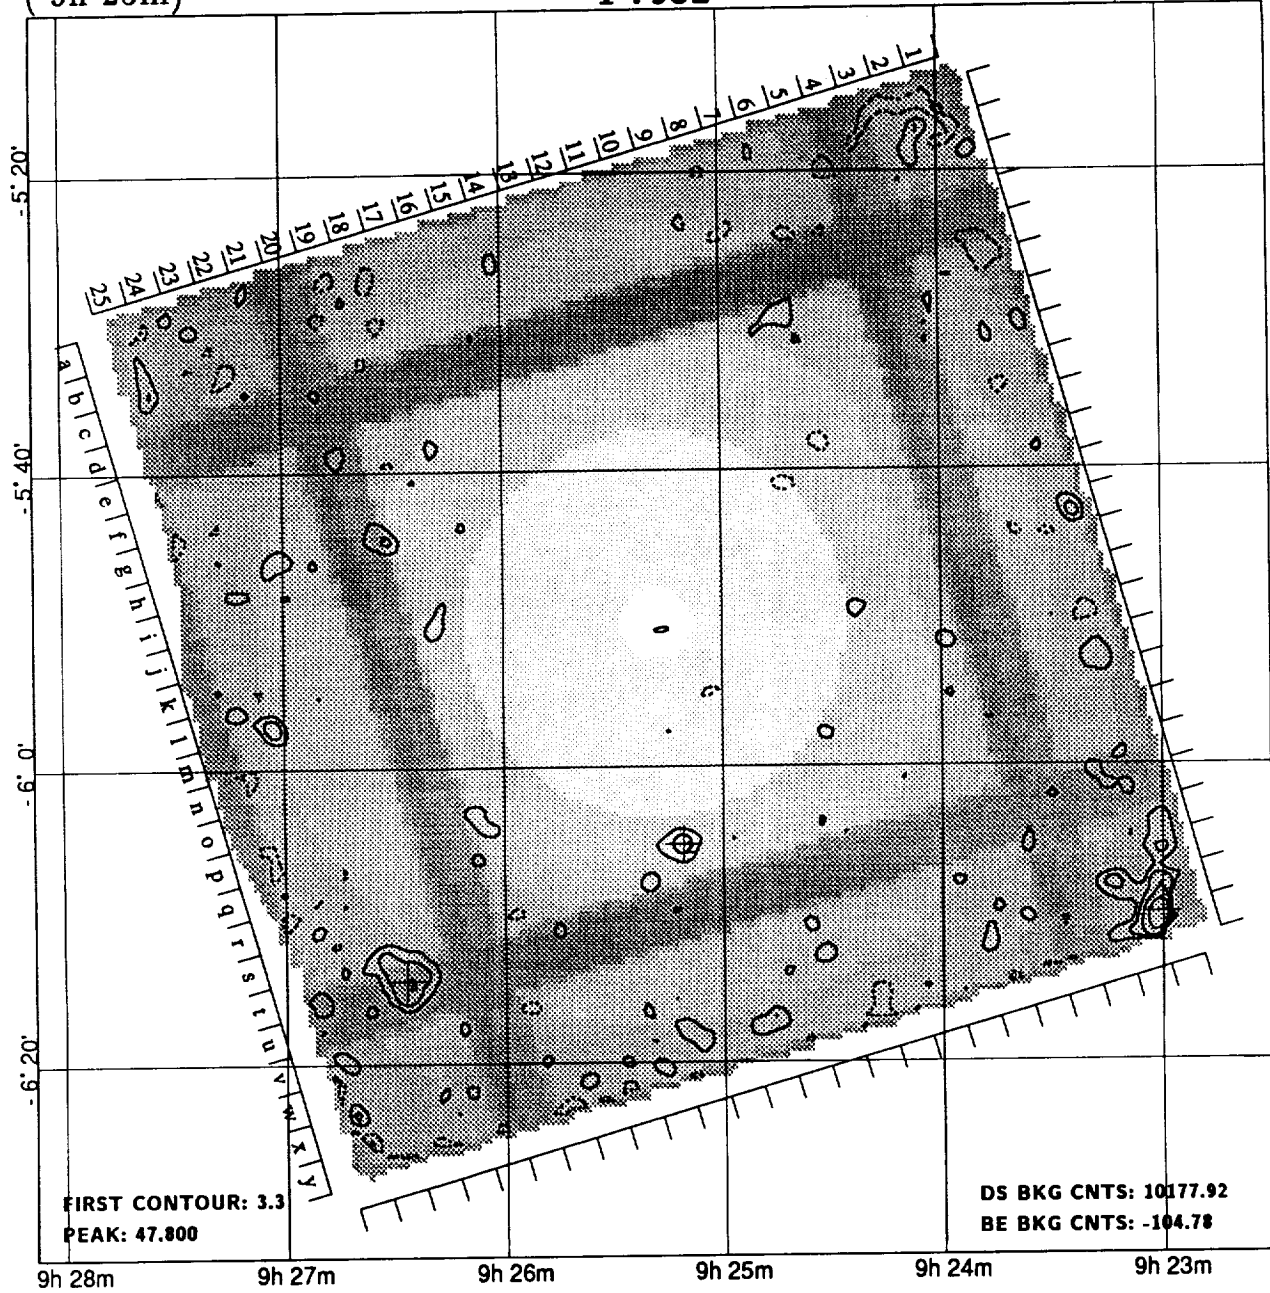 1 2 3 4 5 6 7 8 9 10 11 12 13 14 15 16 17 18 19 20 21 22 23 24 25
-5° 20'
a b c d e f g h i j k l m n o p q r s t u v w x y
-5° 40'
-6° 0'
-6° 20'
FIRST CONTOUR: 3.3
PEAK: 47.800
DS BKG CNTS: 10177.92
BE BKG CNTS: -104.78
9h 28m 9h 27m 9h 26m 9h 25m 9h 24m 9h 23m